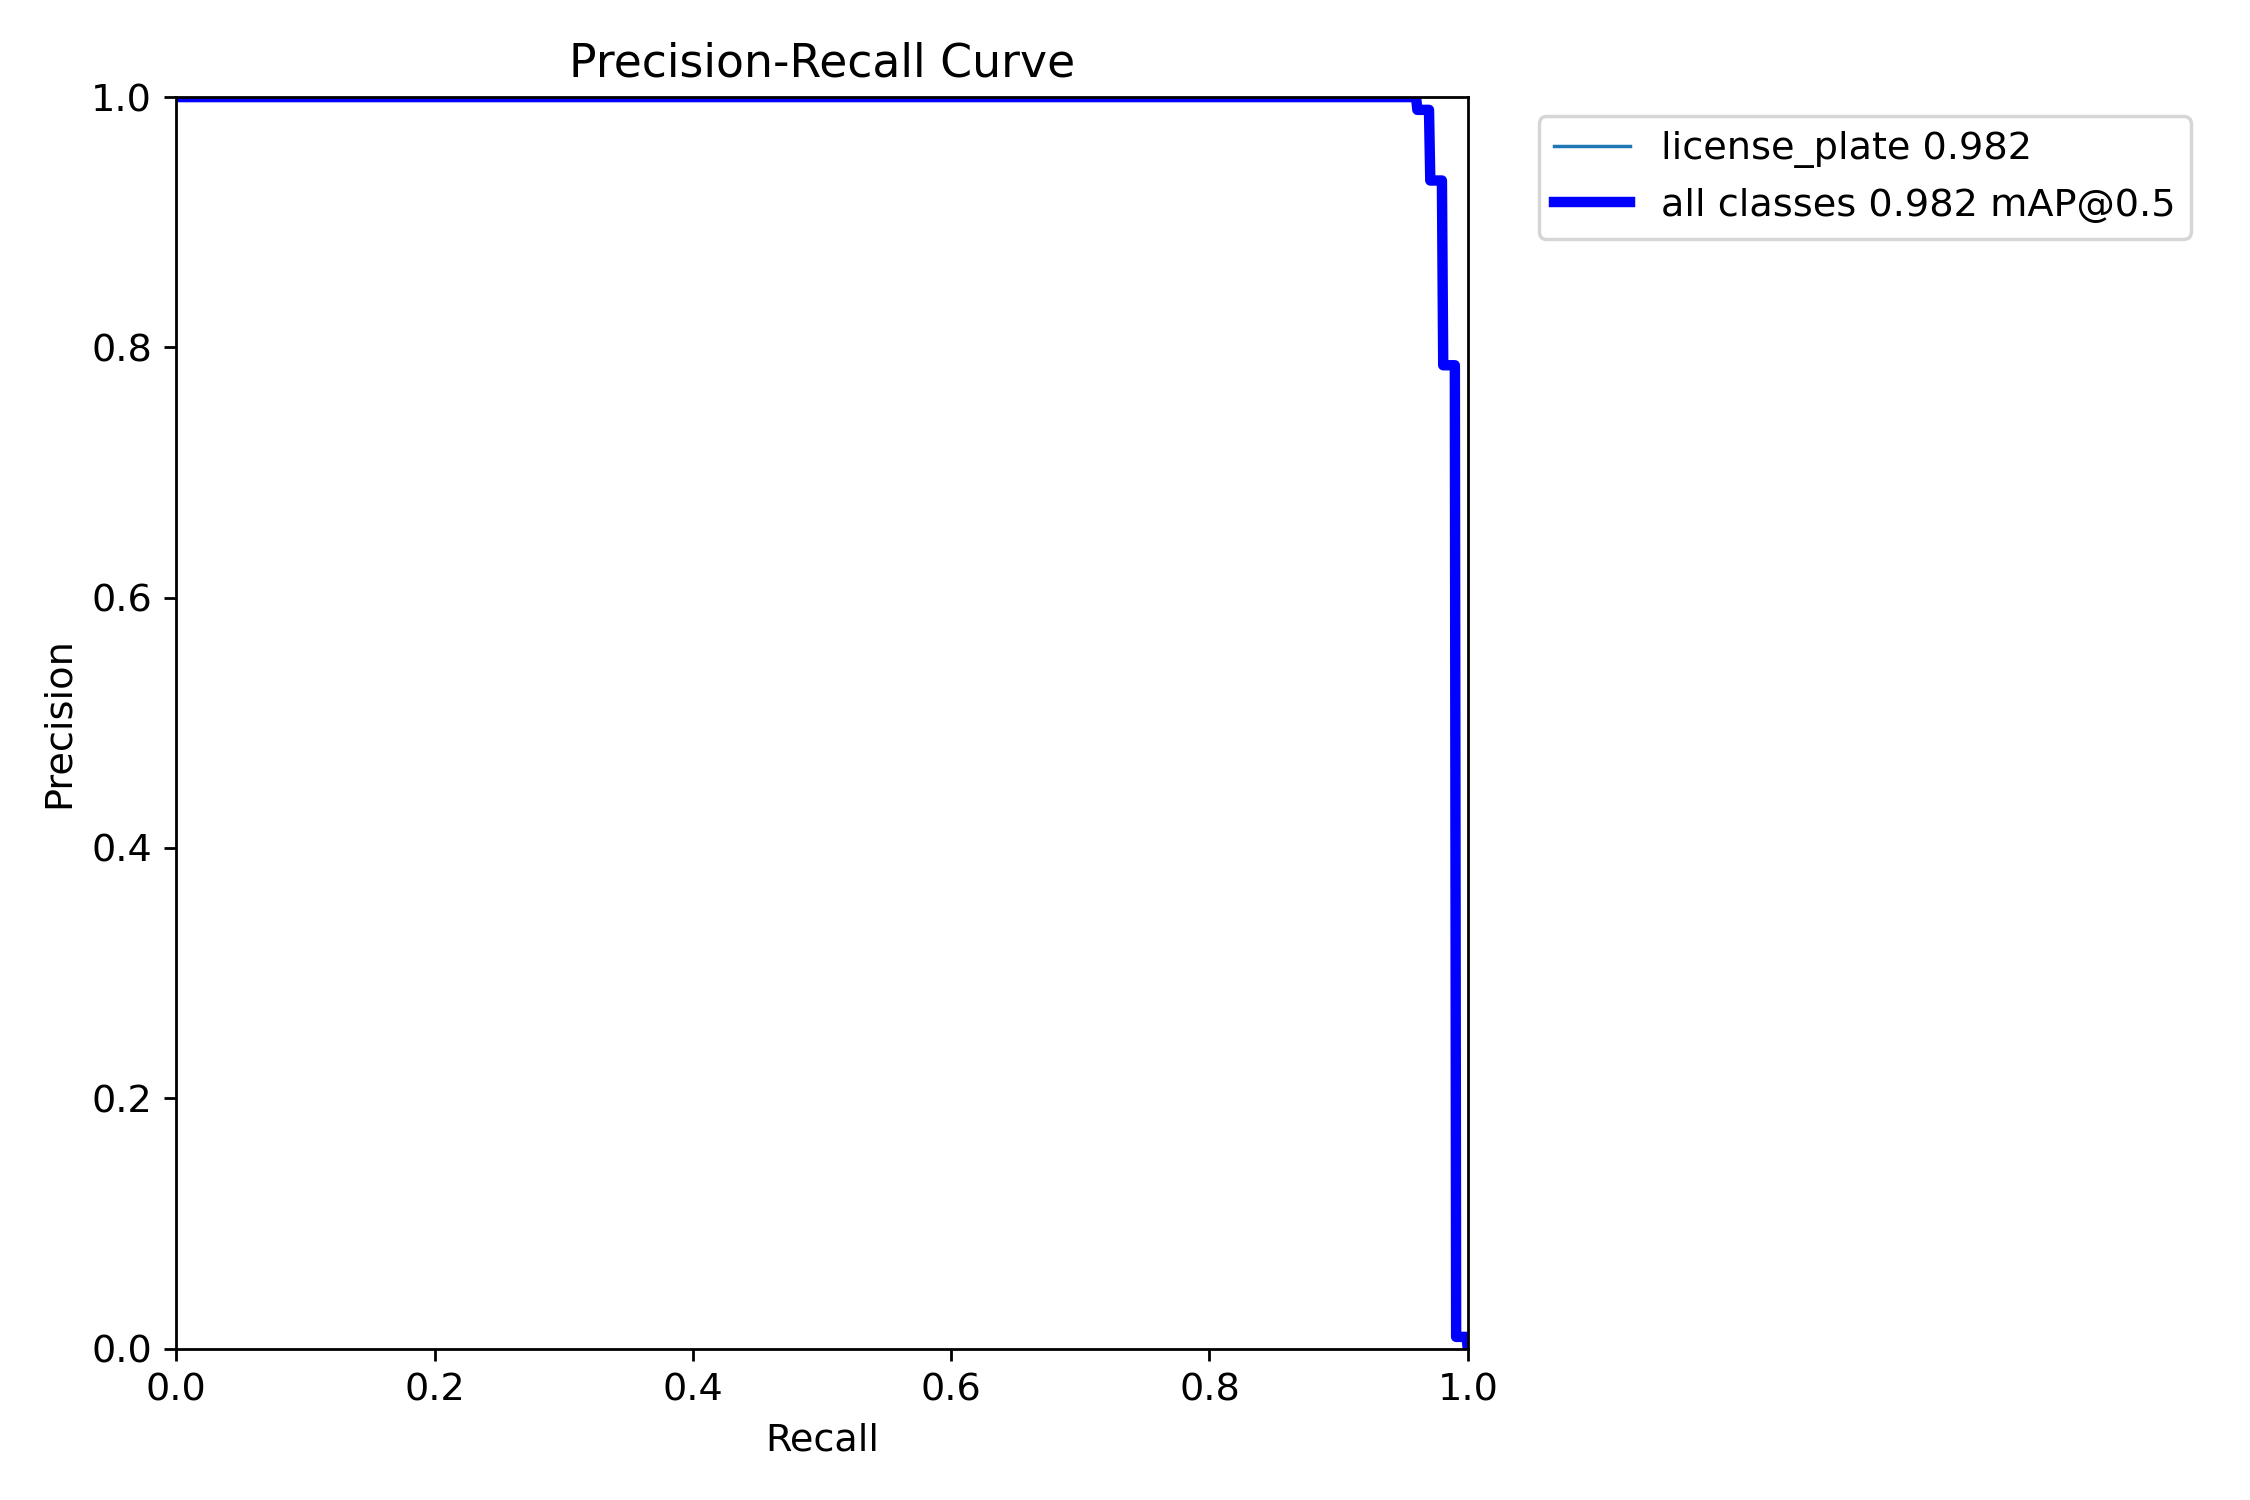 Precision-Recall Curve
1.0
0.8
0.6
0.4
0.2
0.0
Precision
0.0 0.2 0.4 0.6 0.8 1.0
Recall
license_plate 0.982
all classes 0.982 mAP@0.5